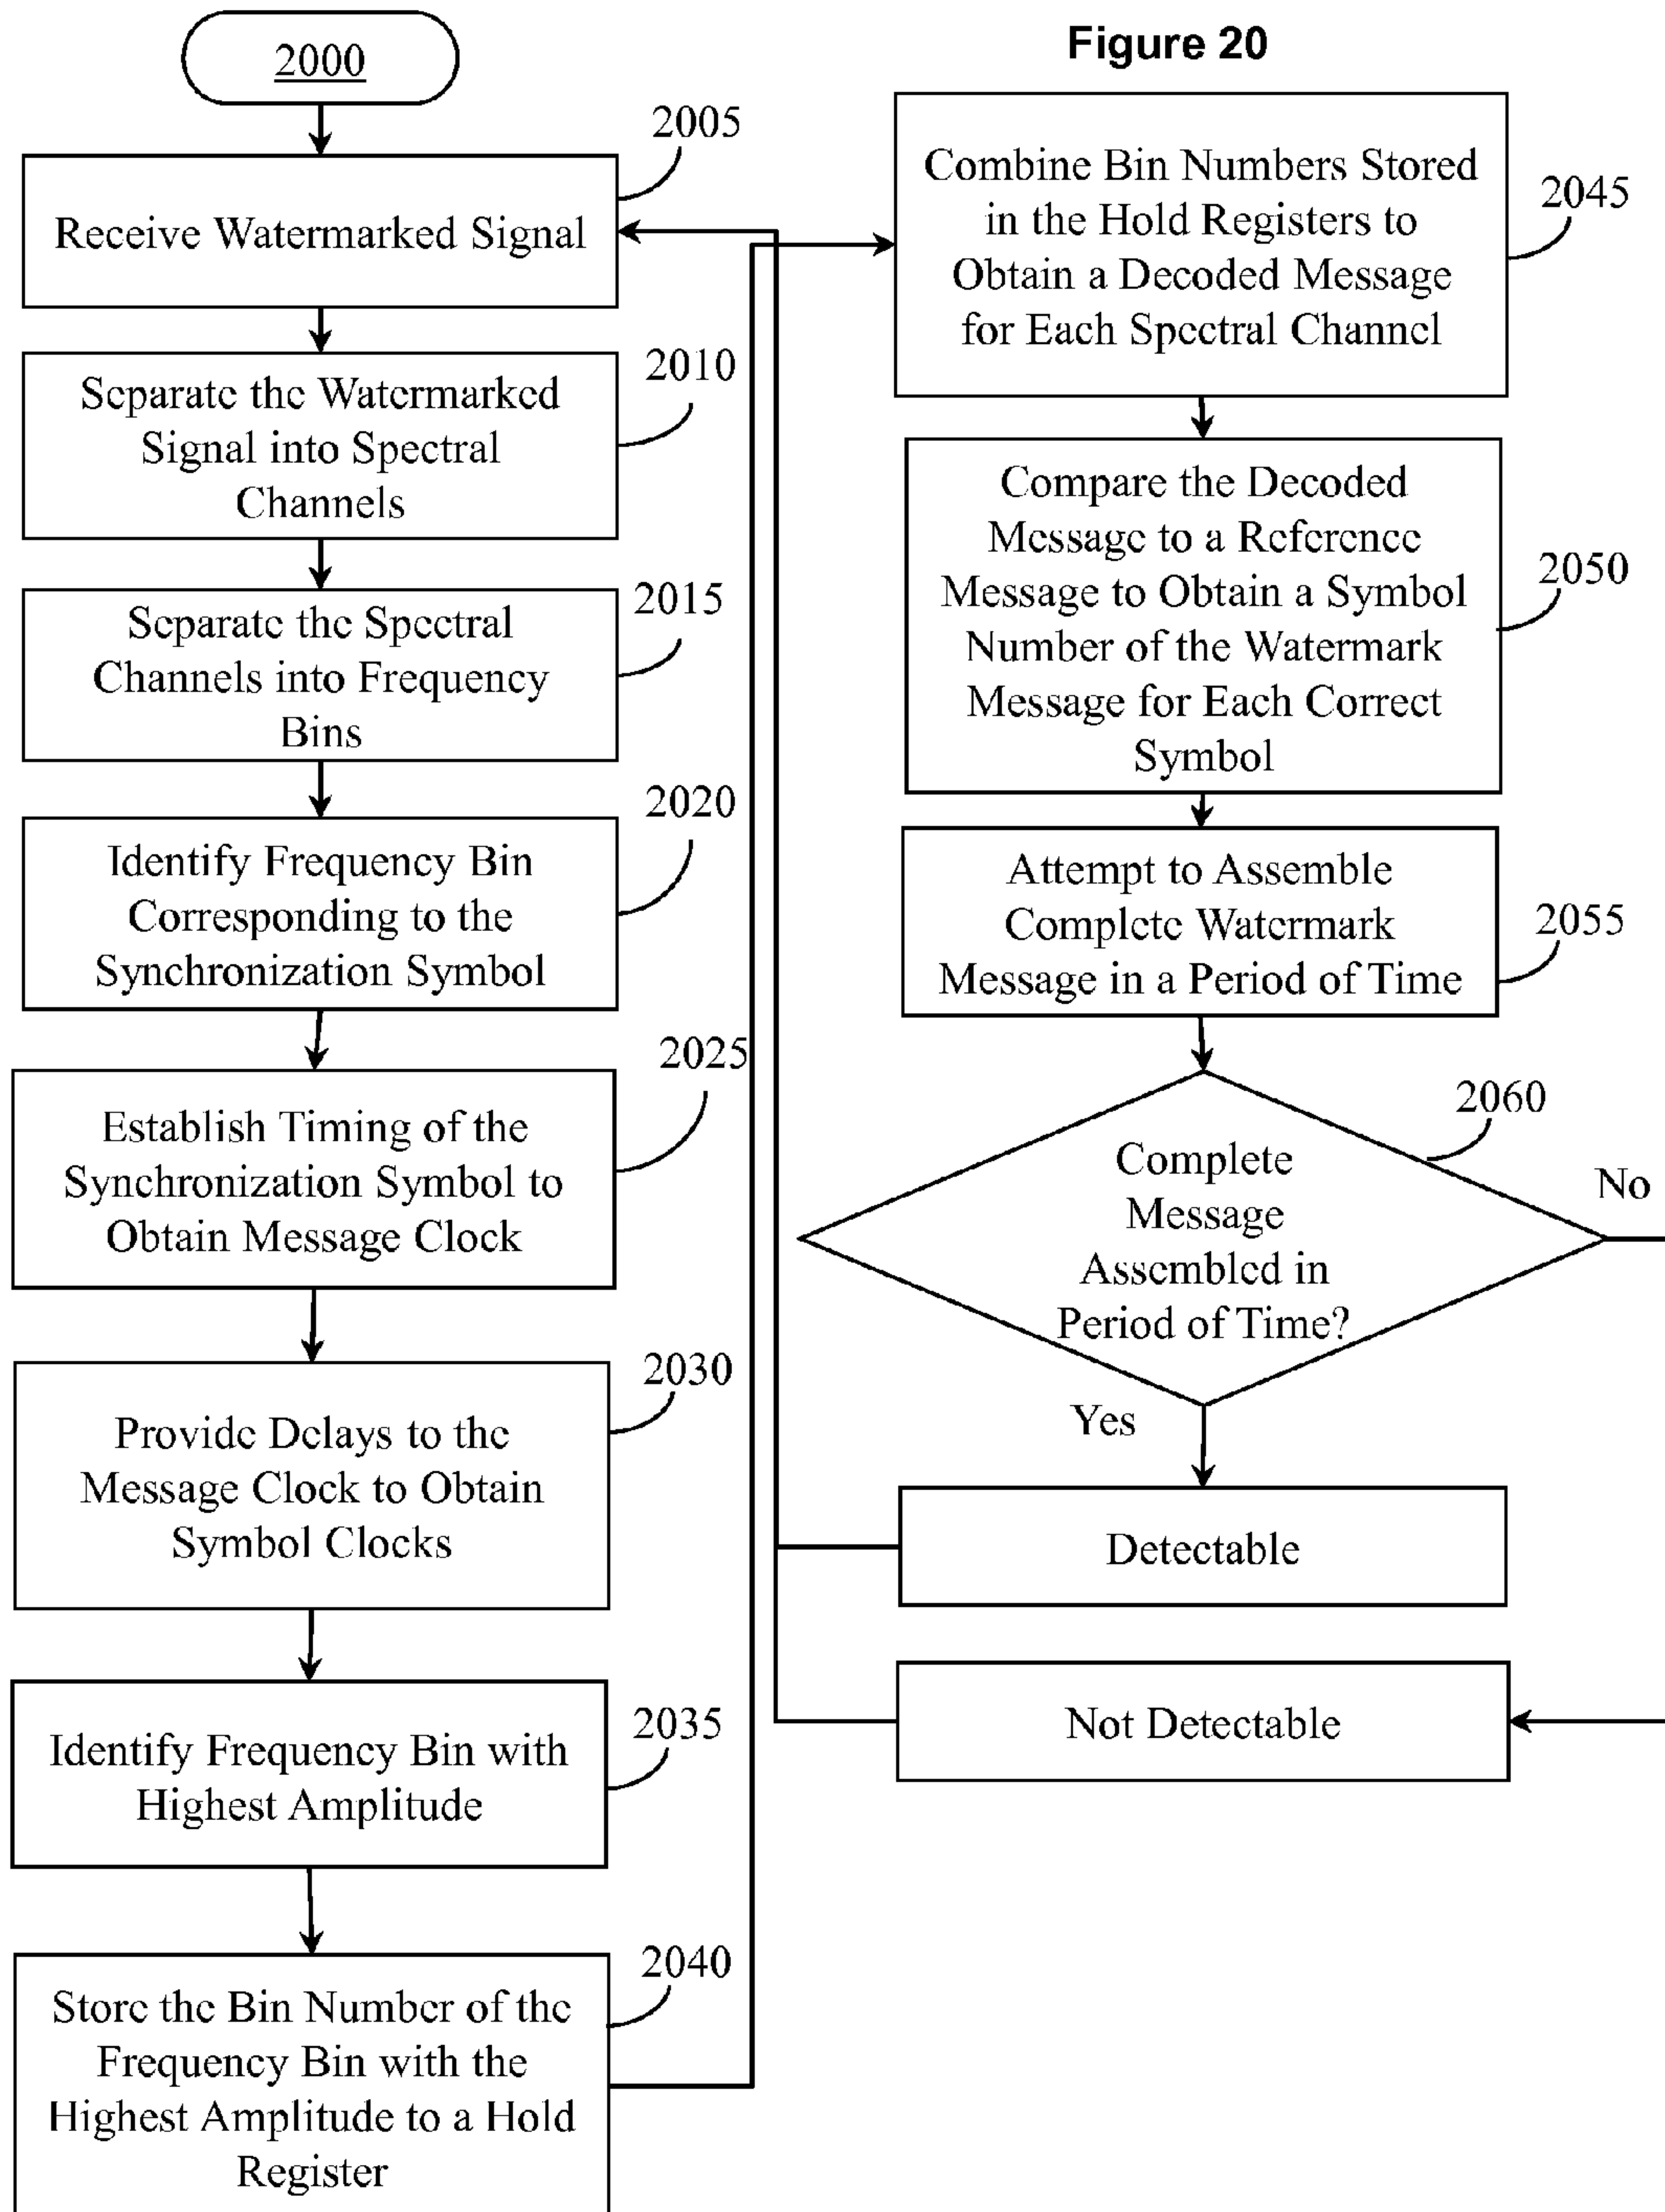 Figure 20
2000
2005
Receive Watermarked Signal
2010
Separate the Watermarked
Signal into Spectral
Channels
2015
Separate the Spectral
Channels into Frequency
Bins
2020
Identify Frequency Bin
Corresponding to the
Synchronization Symbol
2025
Establish Timing of the
Synchronization Symbol to
Obtain Message Clock
2030
Provide Delays to the
Message Clock to Obtain
Symbol Clocks
2035
Identify Frequency Bin with
Highest Amplitude
2040
Store the Bin Number of the
Frequency Bin with the
Highest Amplitude to a Hold
Register
2045
Combine Bin Numbers Stored
in the Hold Registers to
Obtain a Decoded Message
for Each Spectral Channel
2050
Compare the Decoded
Message to a Reference
Message to Obtain a Symbol
Number of the Watermark
Message for Each Correct
Symbol
2055
Attempt to Assemble
Complete Watermark
Message in a Period of Time
2060
Complete
Message
Assembled in
Period of Time?
No
Yes
Detectable
Not Detectable